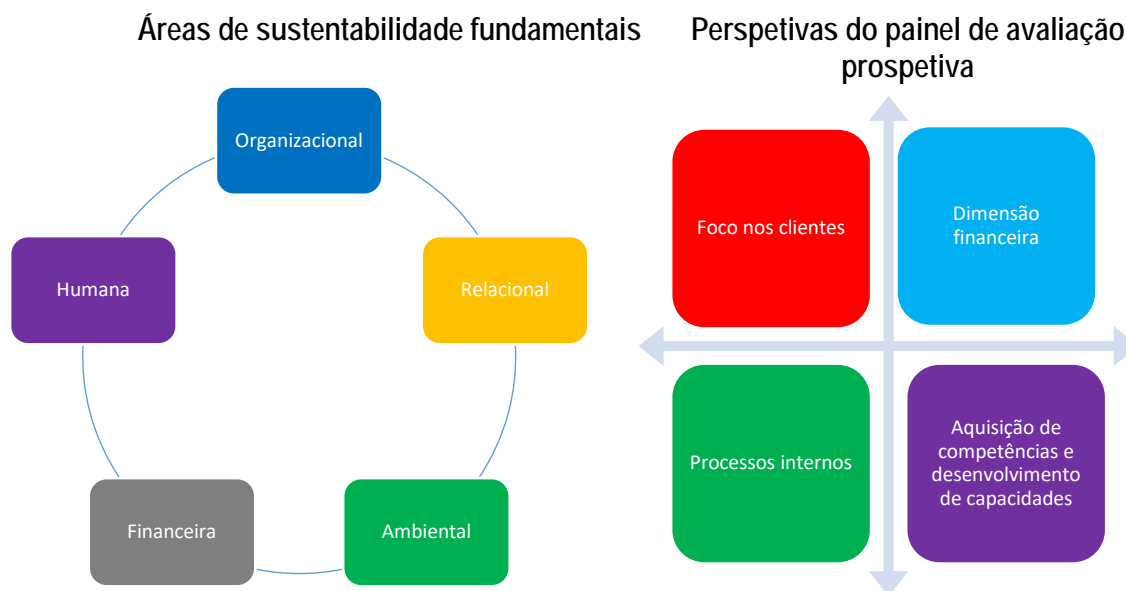 Áreas de sustentabilidade fundamentais
Organizacional
Humana
Relacional
Financeira
Ambiental
Perspetivas do painel de avaliação
prospetiva
Foco nos clientes
Dimensão
financeira
Processos internos
Aquisição de
competências e
desenvolvimento
de capacidades